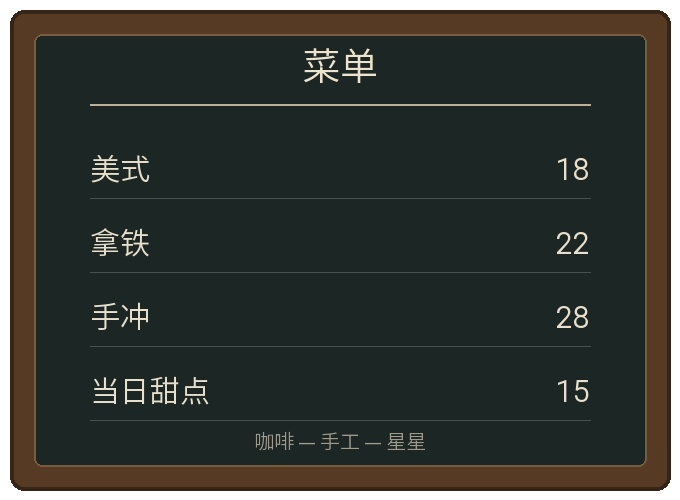 菜单
美式 18
拿铁 22
手冲 28
当日甜点 15
咖啡 — 手工 — 星星